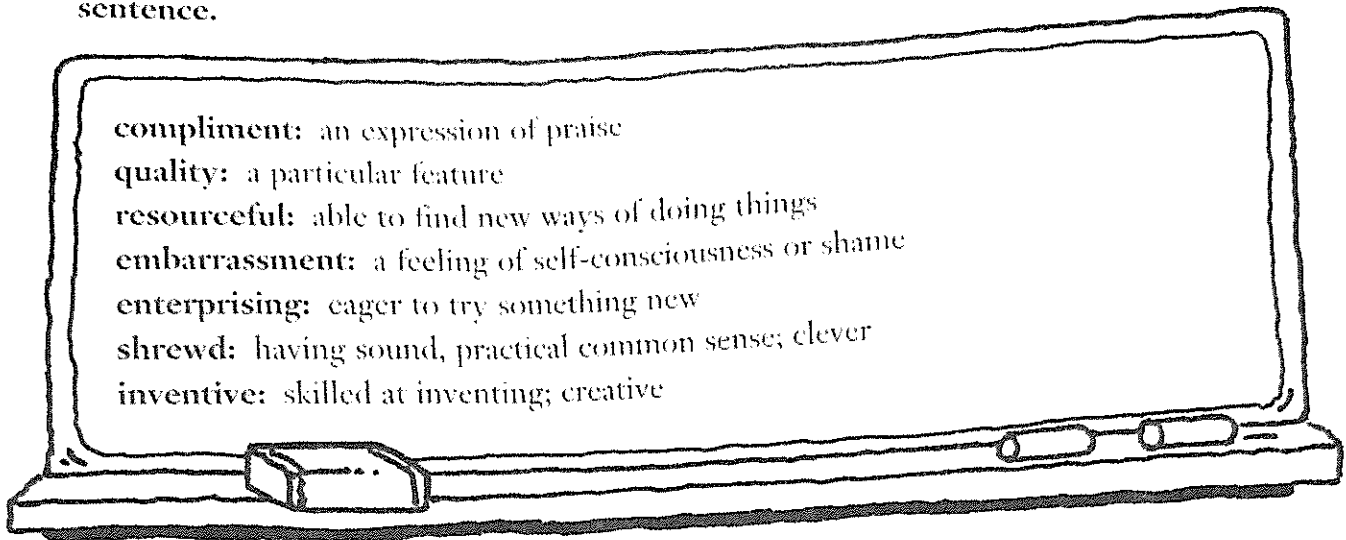 sentence.
compliment: an expression of praise
quality: a particular feature
resourceful: able to find new ways of doing things
embarrassment: a feeling of self-consciousness or shame
enterprising: eager to try something new
shrewd: having sound, practical common sense; clever
inventive: skilled at inventing; creative